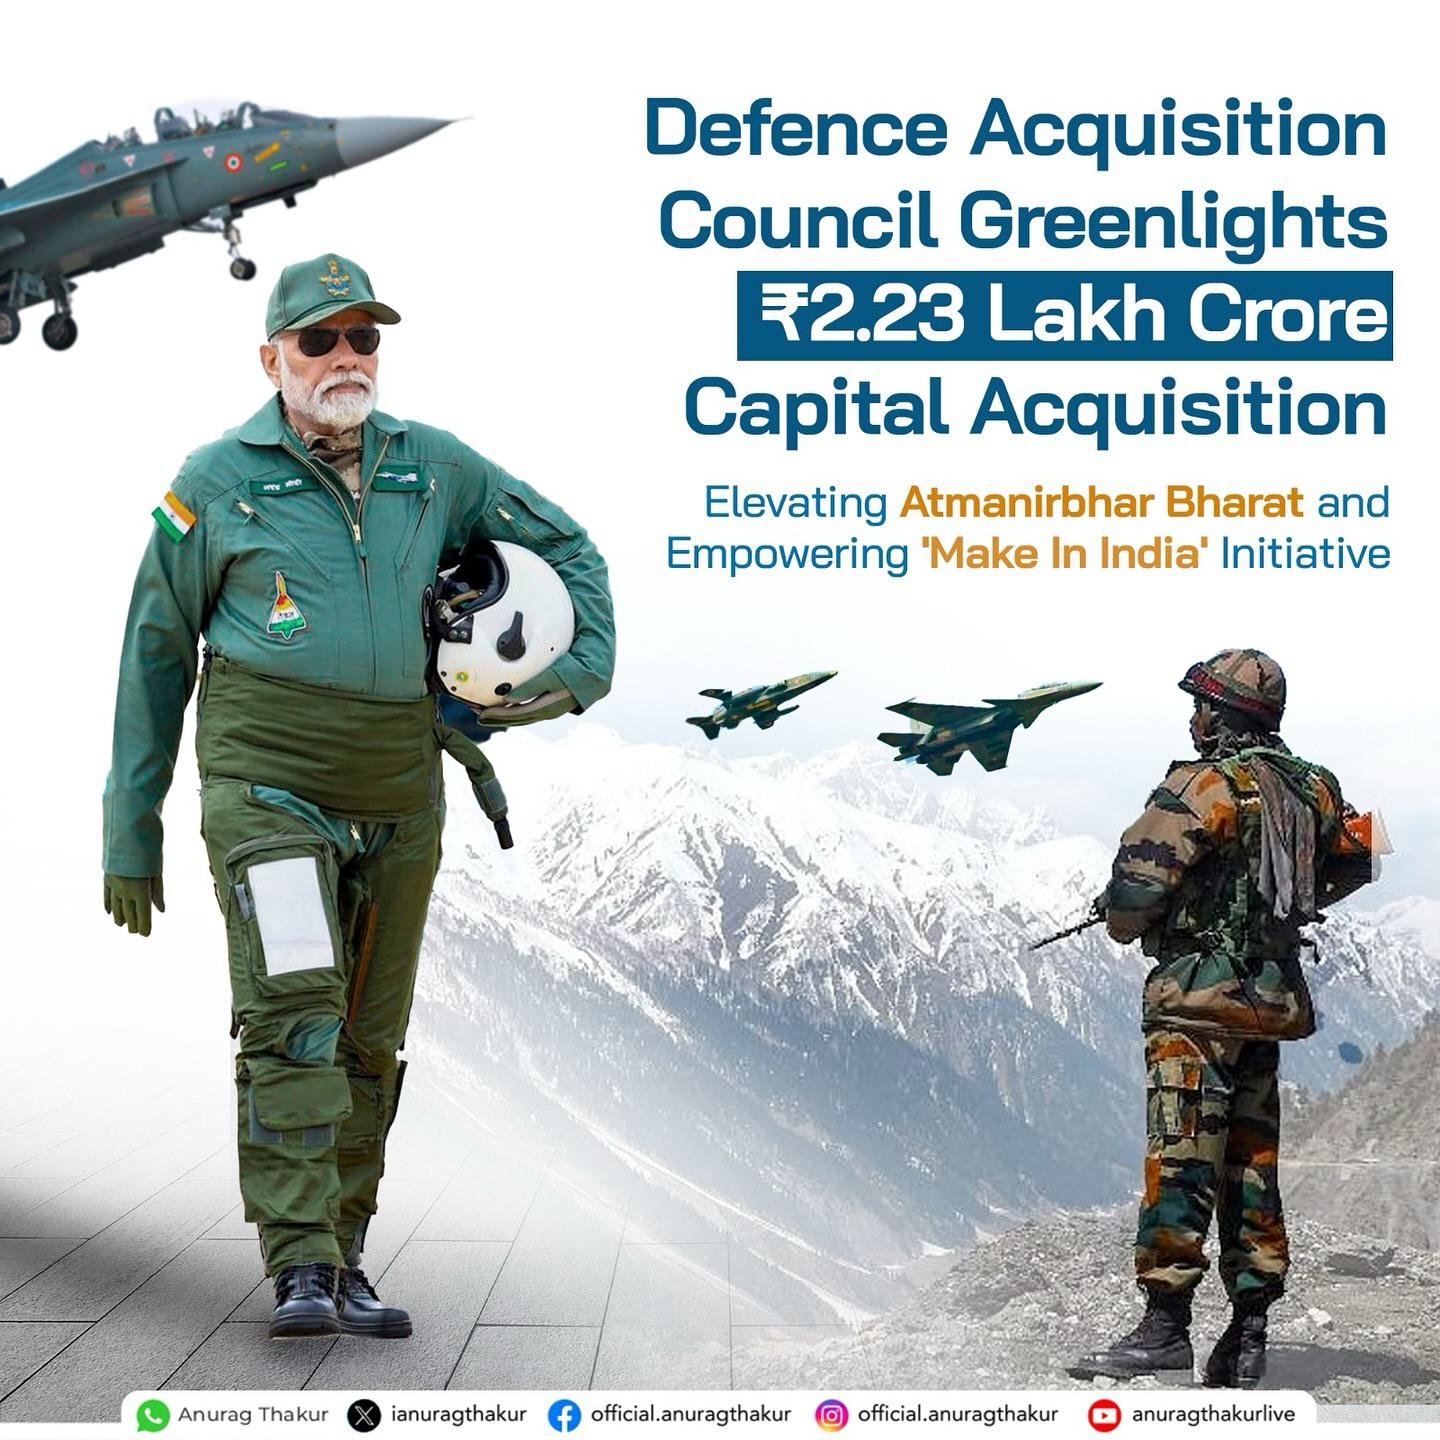 Defence Acquisition
Council Greenlights
₹2.23 Lakh Crore
Capital Acquisition
Elevating Atmanirbhar Bharat and
Empowering 'Make In India' Initiative
नरेंद्र मोदी
Anurag Thakur ianuragthakur official.anuragthakur official.anuragthakur anuragthakurlive